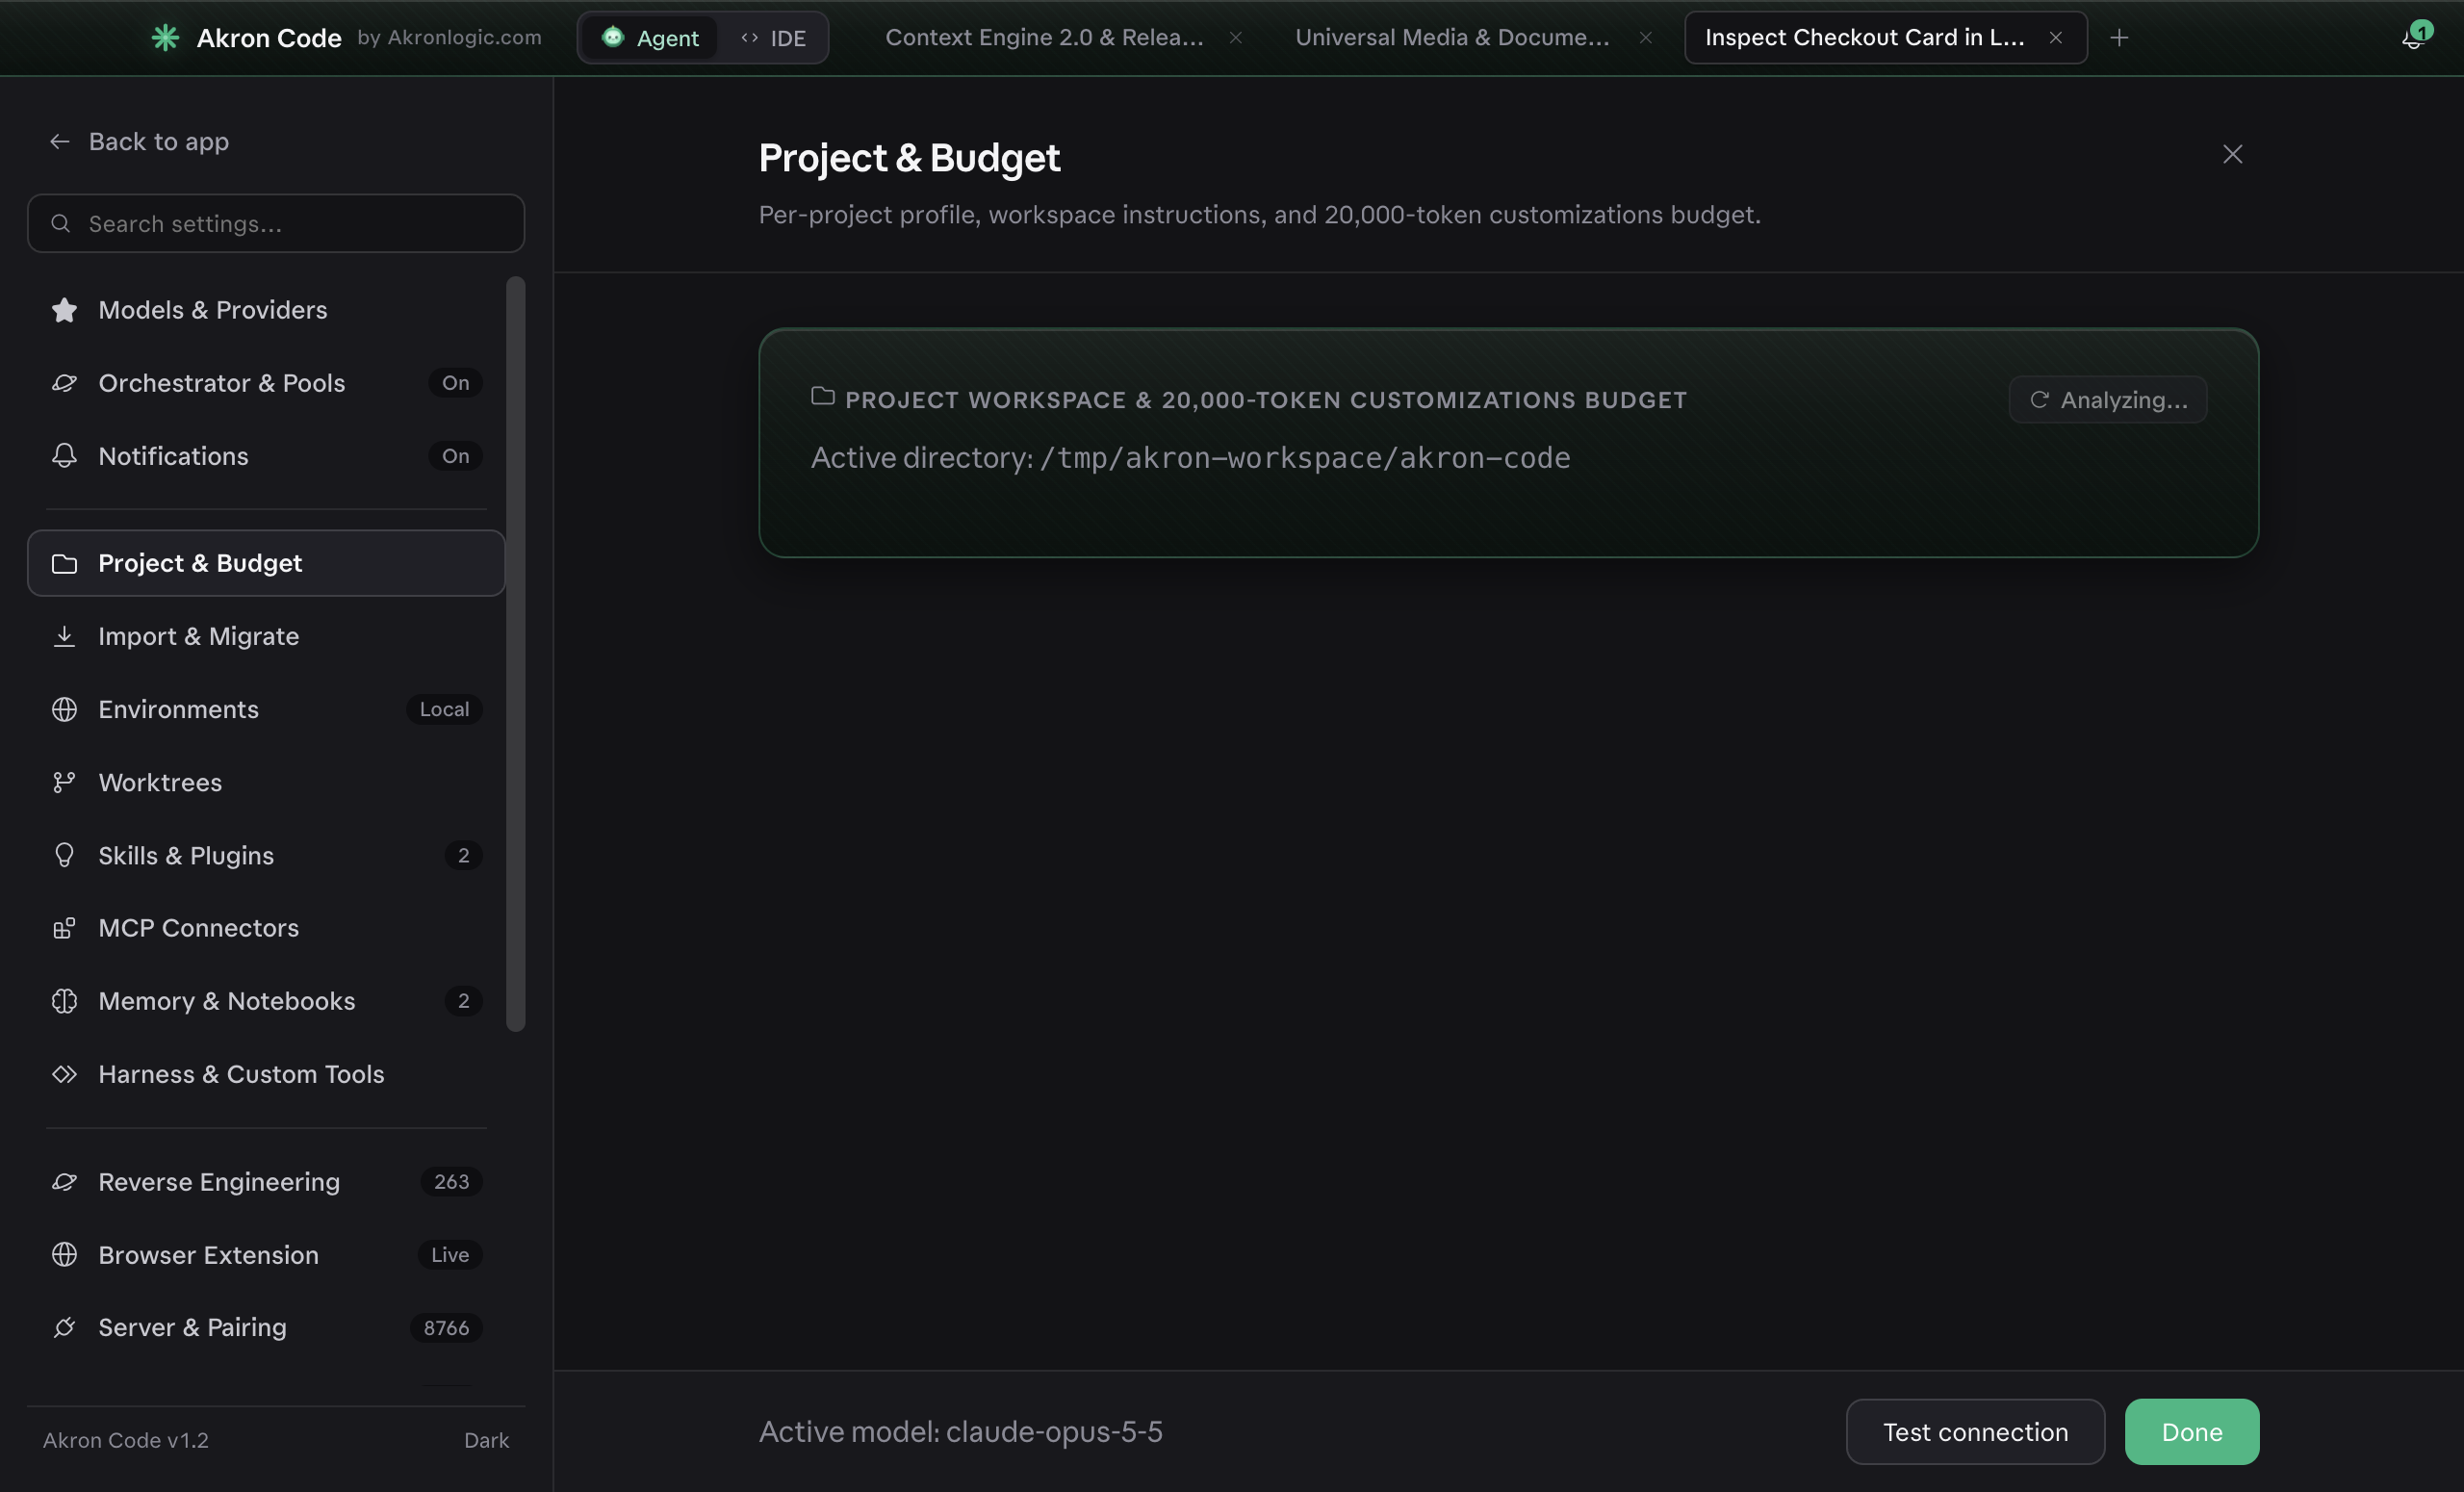 Akron Code by Akronlogic.com
Agent
IDE
Context Engine 2.0 & Relea...
Universal Media & Docume...
Inspect Checkout Card in L...
1
Back to app
Search settings...
Models & Providers
Orchestrator & Pools On
Notifications On
Project & Budget
Import & Migrate
Environments Local
Worktrees
Skills & Plugins 2
MCP Connectors
Memory & Notebooks 2
Harness & Custom Tools
Reverse Engineering 263
Browser Extension Live
Server & Pairing 8766
Akron Code v1.2 Dark
Project & Budget
Per-project profile, workspace instructions, and 20,000-token customizations budget.
PROJECT WORKSPACE & 20,000-TOKEN CUSTOMIZATIONS BUDGET
Analyzing...
Active directory: /tmp/akron-workspace/akron-code
Active model: claude-opus-5-5
Test connection
Done